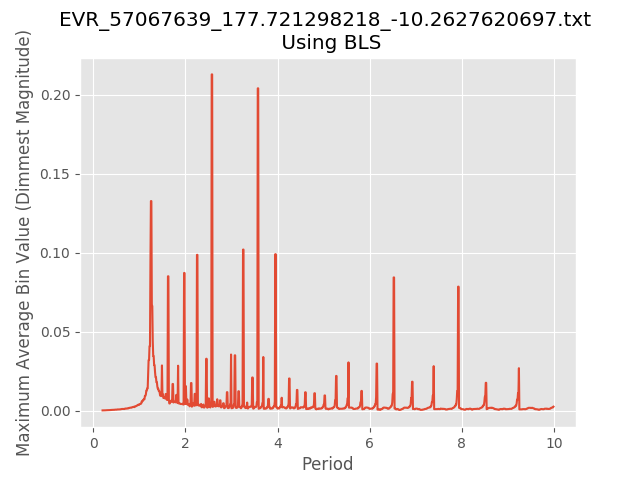 EVR_57067639_177.721298218_-10.2627620697.txt
Using BLS
Maximum Average Bin Value (Dimmest Magnitude)
0.20
0.15
0.10
0.05
0.00
0 2 4 6 8 10
Period